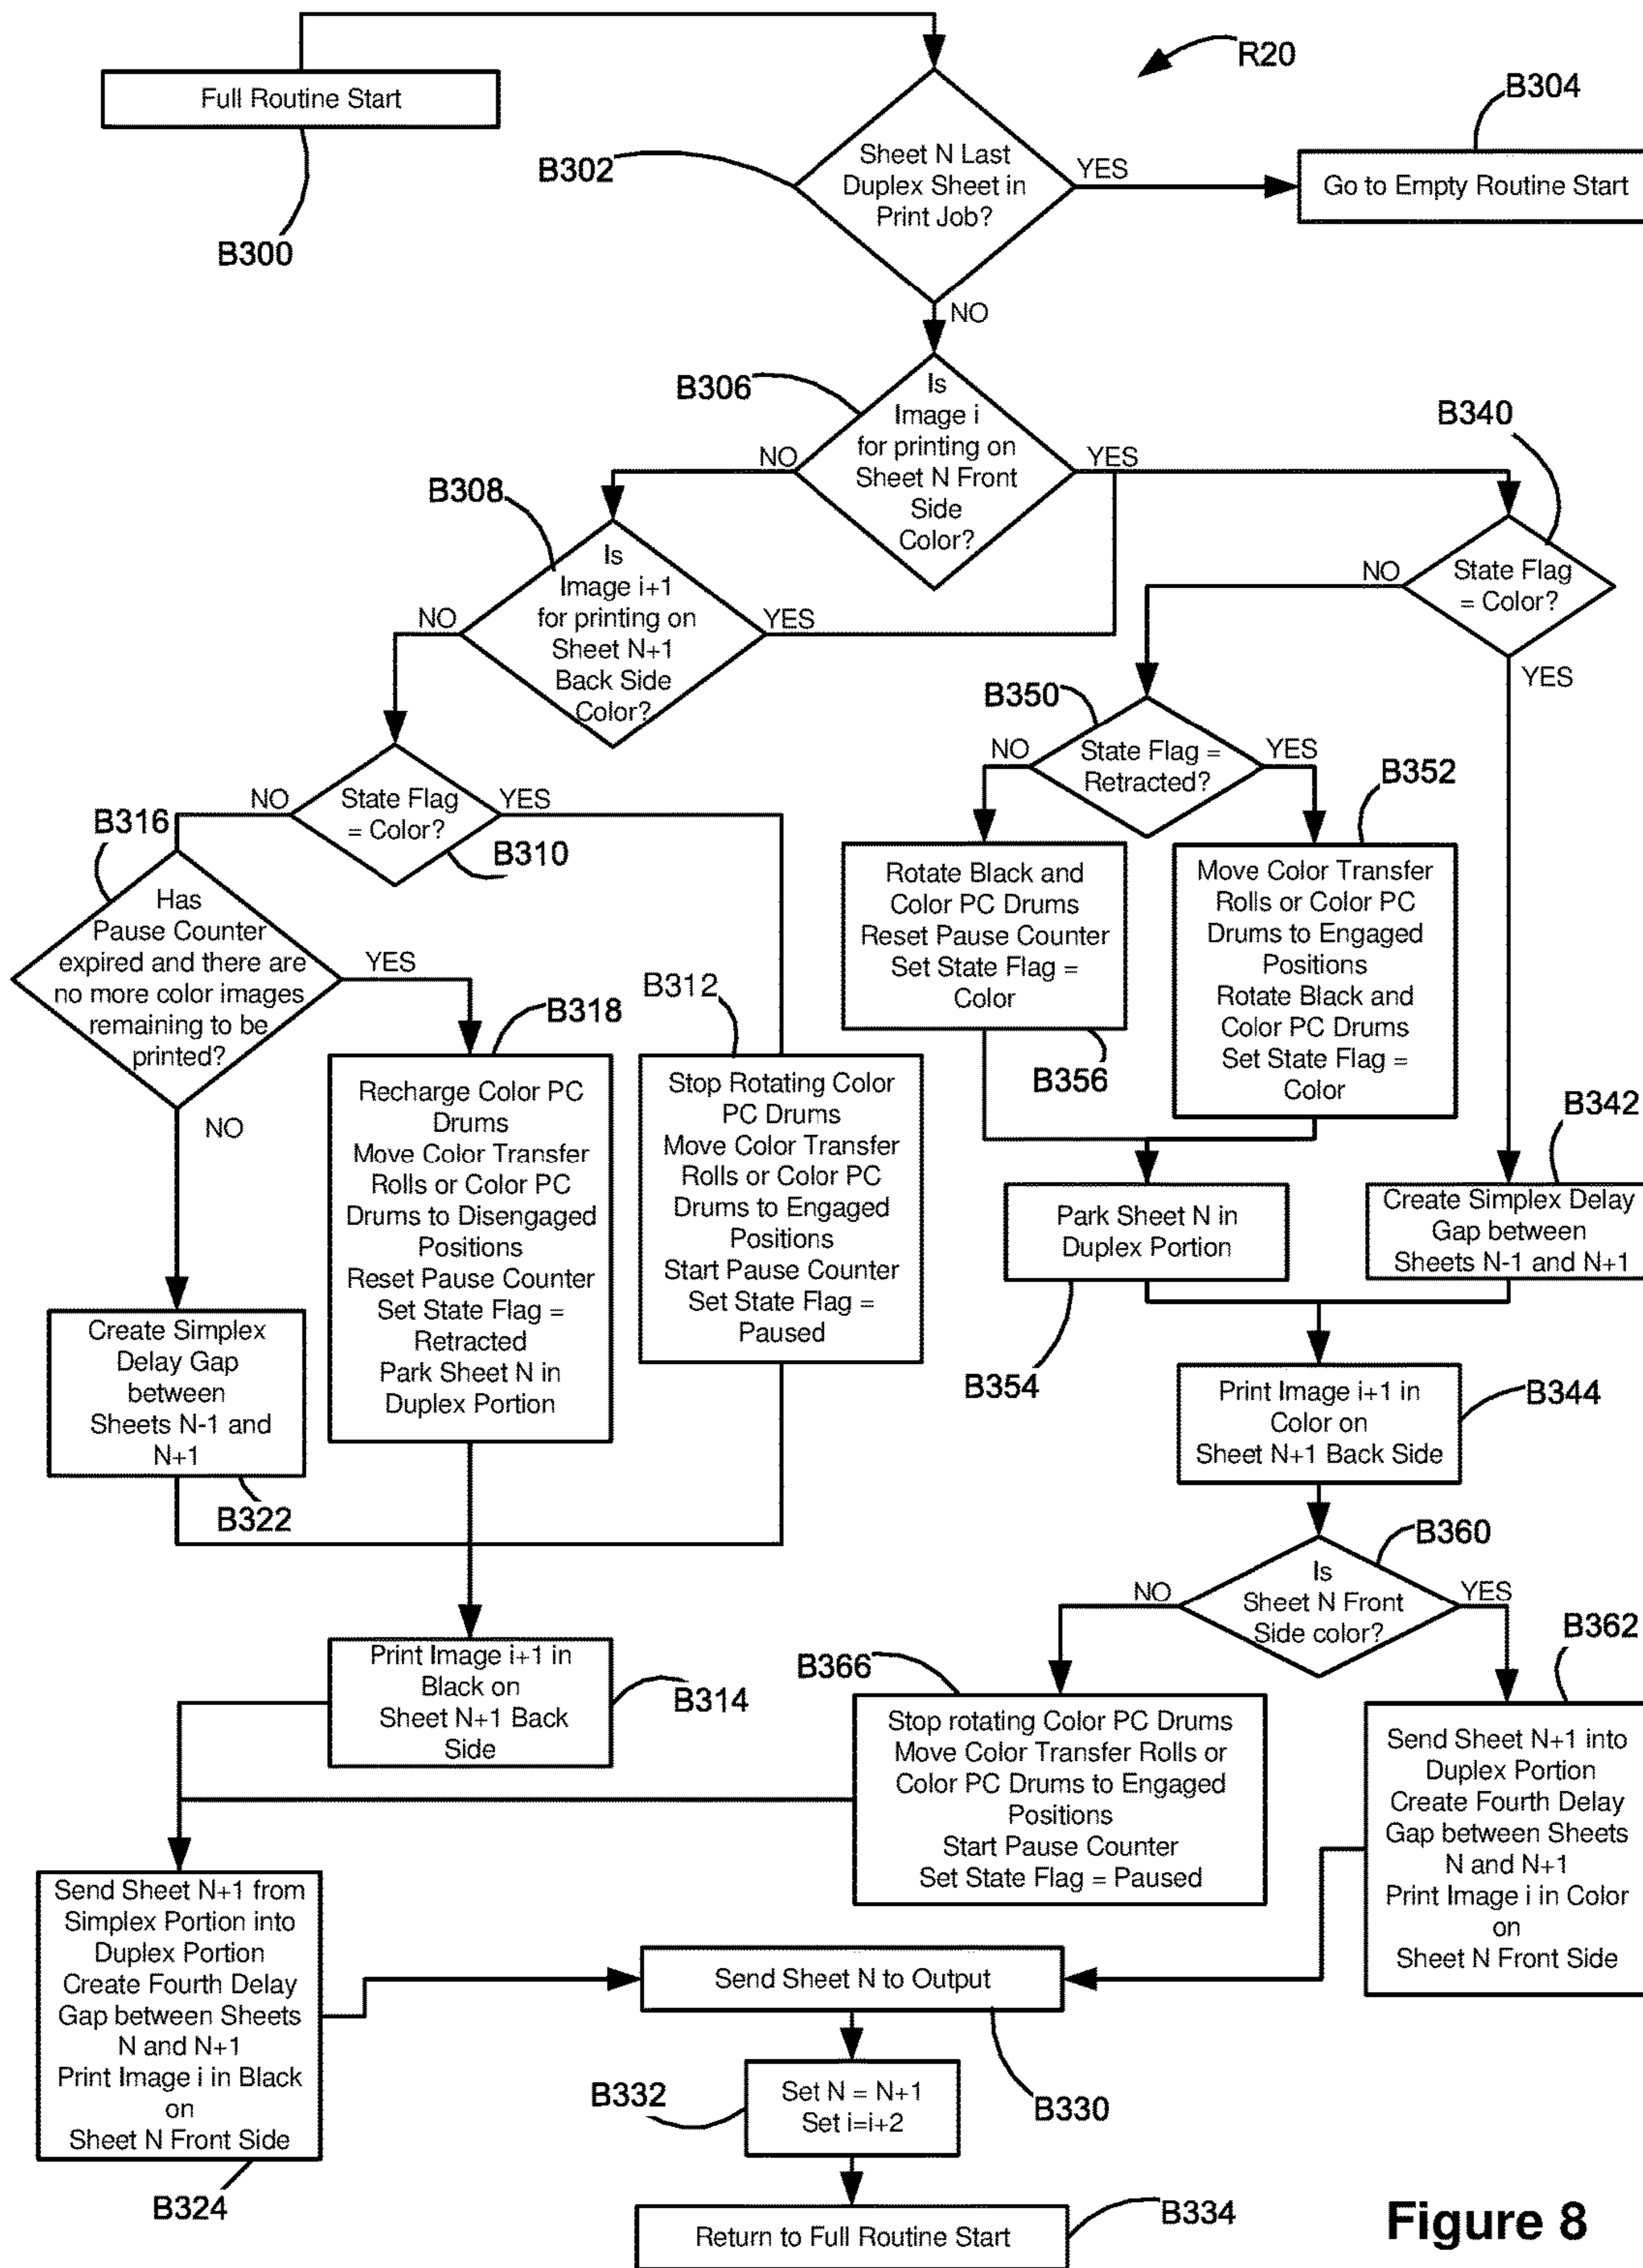 Full Routine Start
B300
R20
Sheet N Last
Duplex Sheet in
Print Job?
B302
YES
B304
Go to Empty Routine Start
NO
Is
Image i
for printing on
Sheet N Front
Side
Color?
B306
NO
YES
B340
State Flag
= Color?
NO
YES
B308
Is
Image i+1
for printing on
Sheet N+1
Back Side
Color?
NO
YES
State Flag
= Color?
NO
YES
B310
B316
Has
Pause Counter
expired and there are
no more color images
remaining to be
printed?
YES
NO
B350
State Flag =
Retracted?
NO
YES
B352
Rotate Black and
Color PC Drums
Reset Pause Counter
Set State Flag =
Color
B356
Move Color Transfer
Rolls or Color PC
Drums to Engaged
Positions
Rotate Black and
Color PC Drums
Set State Flag =
Color
B318
Recharge Color PC
Drums
Move Color Transfer
Rolls or Color PC
Drums to Disengaged
Positions
Reset Pause Counter
Set State Flag =
Retracted
Park Sheet N in
Duplex Portion
B312
Stop Rotating Color
PC Drums
Move Color Transfer
Rolls or Color PC
Drums to Engaged
Positions
Start Pause Counter
Set State Flag =
Paused
B342
Create Simplex Delay
Gap between
Sheets N-1 and N+1
Park Sheet N in
Duplex Portion
B354
Create Simplex
Delay Gap
between
Sheets N-1 and
N+1
B322
Print Image i+1 in
Color on
Sheet N+1 Back Side
B344
B360
Is
Sheet N Front
Side color?
NO
YES
B362
Print Image i+1 in
Black on
Sheet N+1 Back
Side
B314
B366
Stop rotating Color PC Drums
Move Color Transfer Rolls or
Color PC Drums to Engaged
Positions
Start Pause Counter
Set State Flag = Paused
Send Sheet N+1 into
Duplex Portion
Create Fourth Delay
Gap between Sheets
N and N+1
Print Image i in Color
on
Sheet N Front Side
Send Sheet N+1 from
Simplex Portion into
Duplex Portion
Create Fourth Delay
Gap between Sheets
N and N+1
Print Image i in Black
on
Sheet N Front Side
B324
Send Sheet N to Output
B330
B332
Set N = N+1
Set i=i+2
Return to Full Routine Start
B334
Figure 8